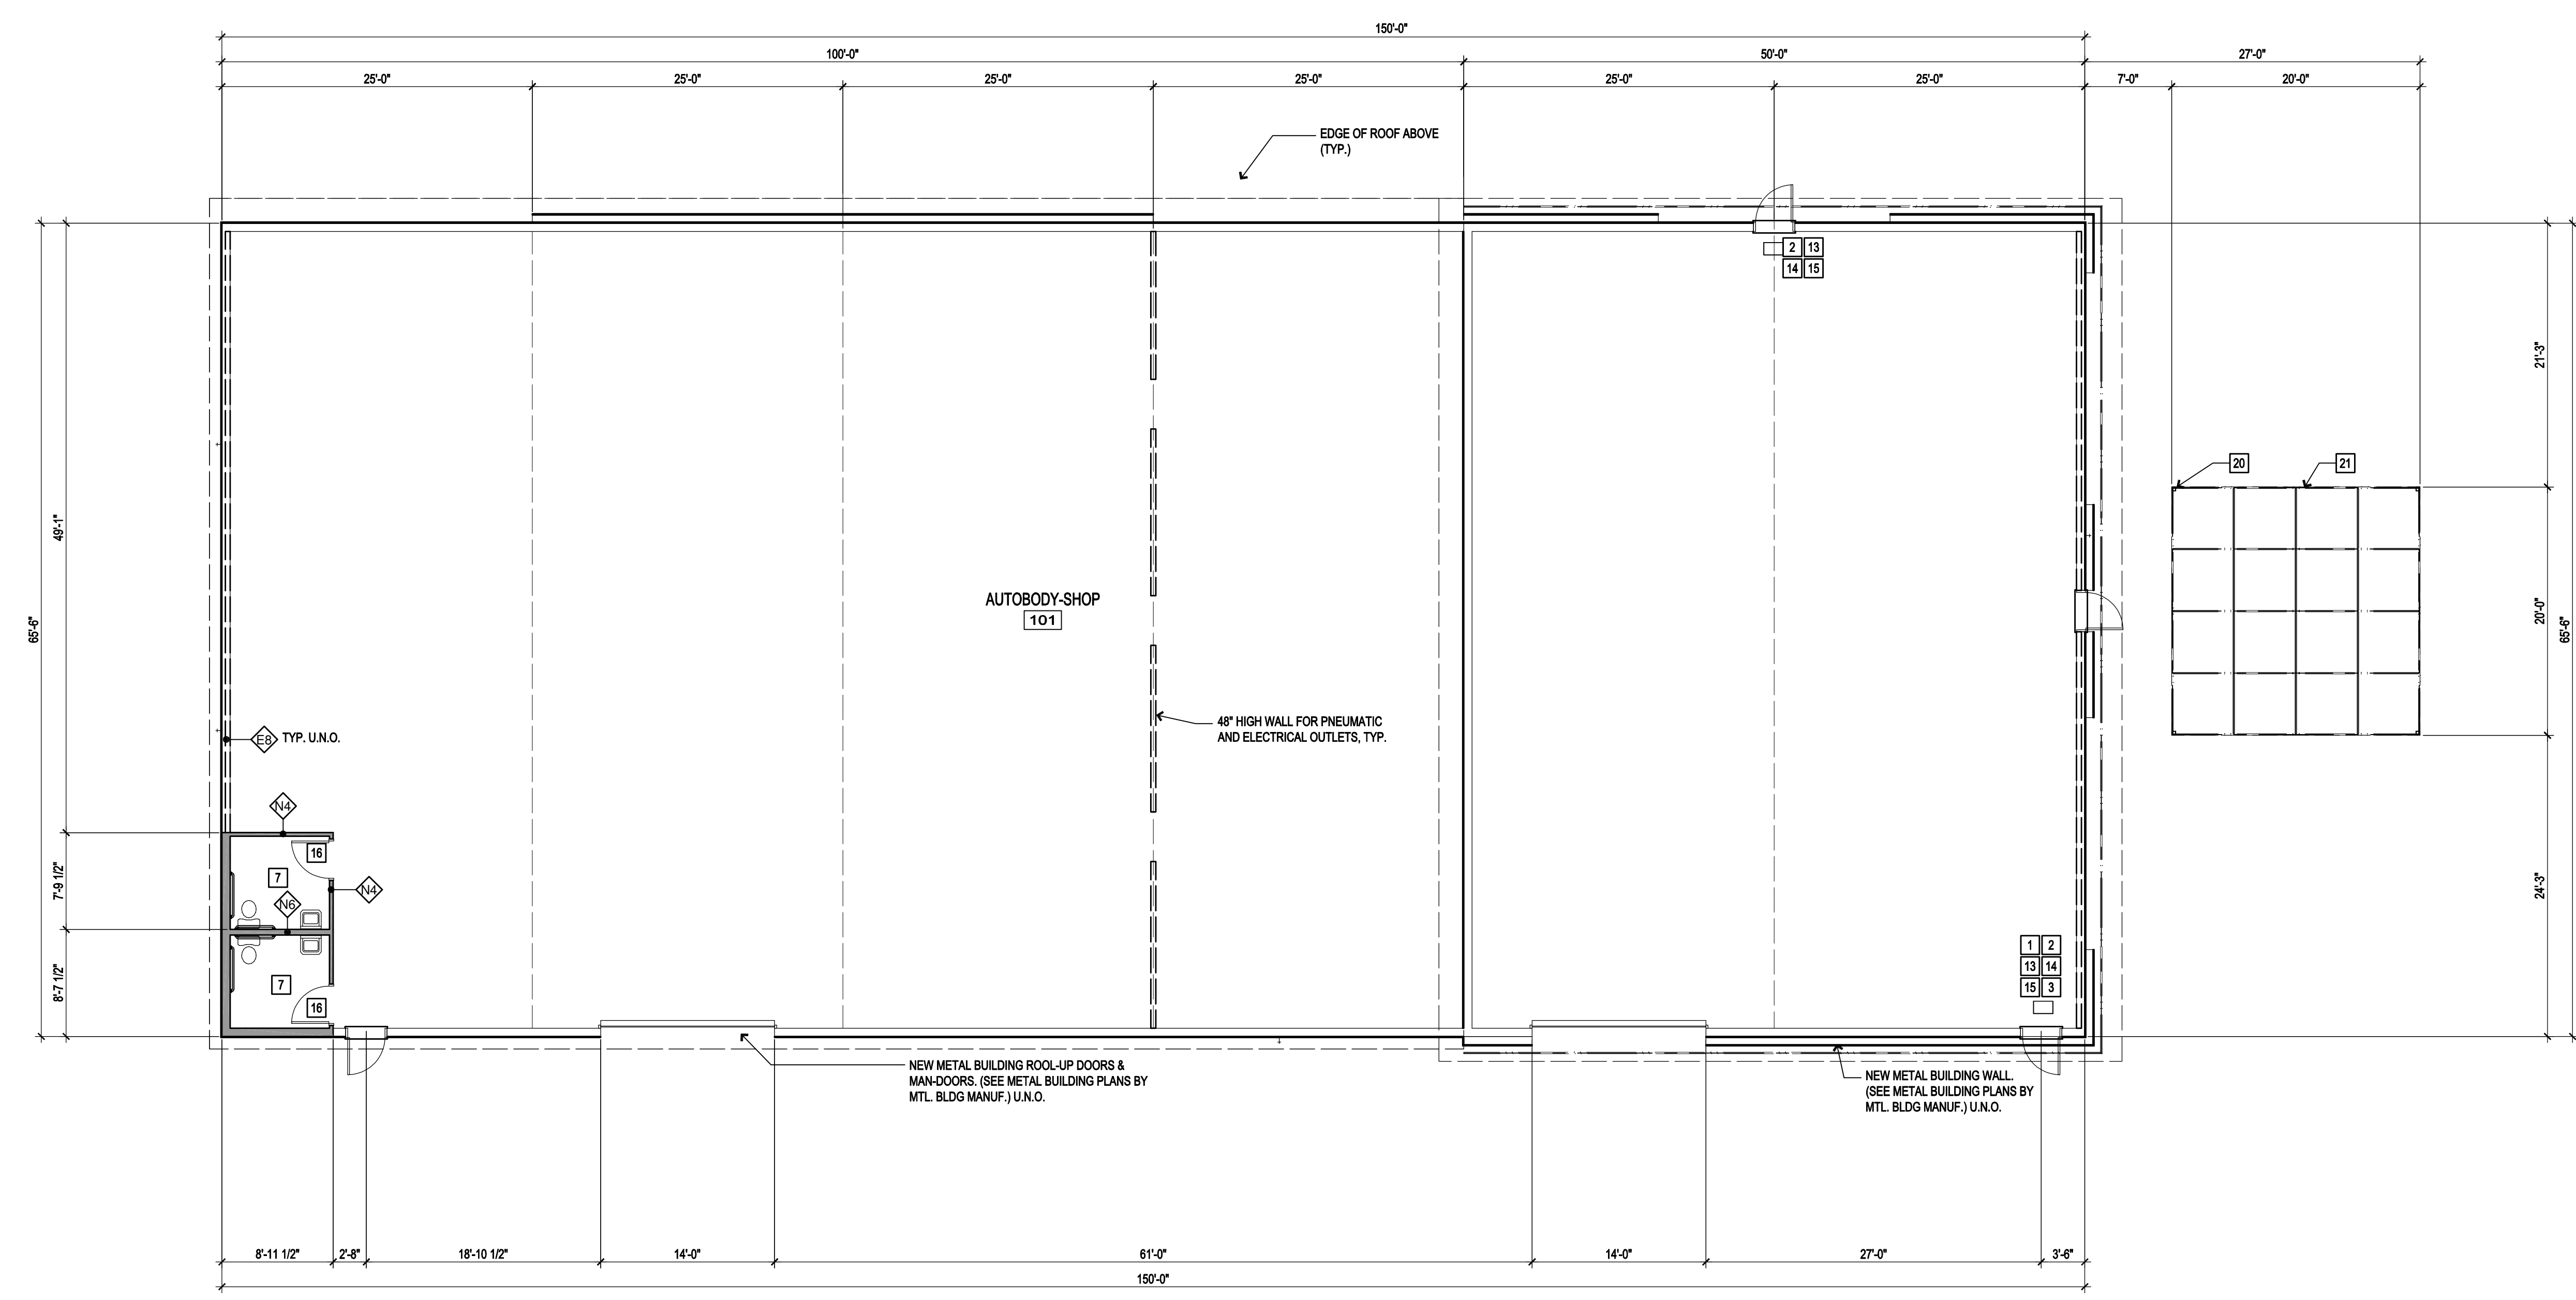 150'-0"
100'-0"
50'-0"
27'-0"
25'-0"
25'-0"
25'-0"
25'-0"
25'-0"
25'-0"
7'-0"
20'-0"
EDGE OF ROOF ABOVE
(TYP.)
2 13
14 15
21'-3"
49'-1"
65'-6"
20 21
AUTOBODY-SHOP
101
20'-0"
65'-6"
48" HIGH WALL FOR PNEUMATIC
AND ELECTRICAL OUTLETS, TYP.
E8 TYP. U.N.O.
N4
16
7
N4
N6
7'-9 1/2"
24'-3"
7
16
8'-7 1/2"
1 2
13 14
15 3
NEW METAL BUILDING ROOL-UP DOORS &
MAN-DOORS. (SEE METAL BUILDING PLANS BY
MTL. BLDG MANUF.) U.N.O.
NEW METAL BUILDING WALL.
(SEE METAL BUILDING PLANS BY
MTL. BLDG MANUF.) U.N.O.
8'-11 1/2"
2'-8"
18'-10 1/2"
14'-0"
61'-0"
14'-0"
27'-0"
3'-6"
150'-0"